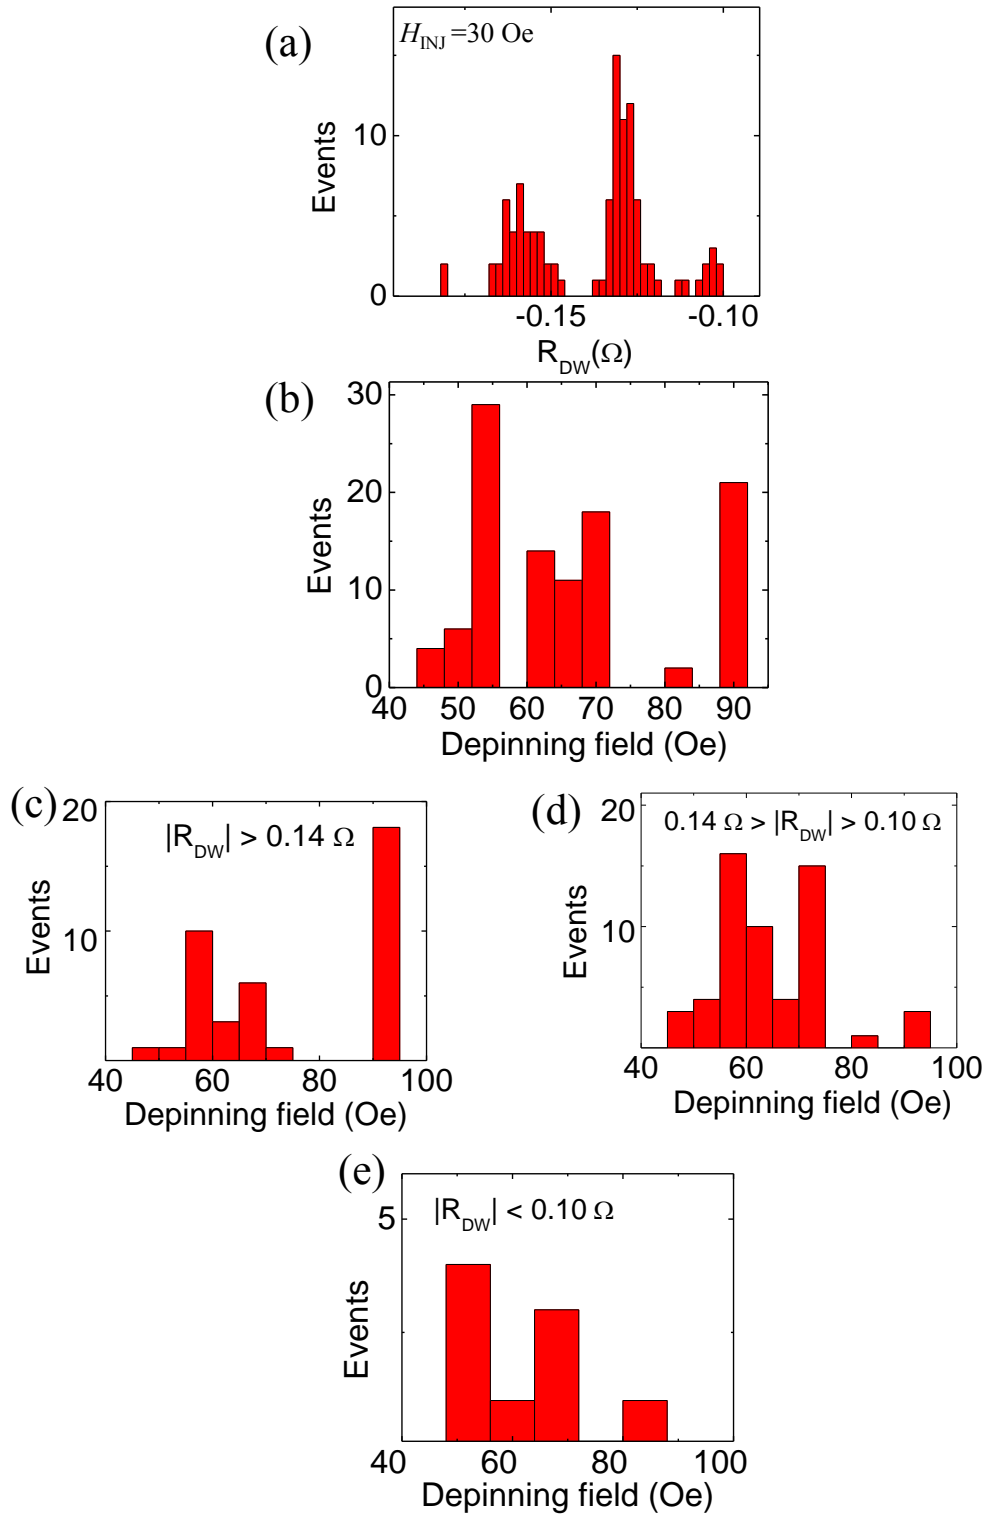 (a)
H_INJ =30 Oe
Events
10
0
-0.15 -0.10
R_DW(Ω)
(b)
Events
30
20
10
0
40 50 60 70 80 90
Depinning field (Oe)
(c)
|R_DW| > 0.14 Ω
Events
20
10
40 60 80 100
Depinning field (Oe)
(d)
0.14 Ω > |R_DW| > 0.10 Ω
Events
20
10
40 60 80 100
Depinning field (Oe)
(e)
|R_DW| < 0.10 Ω
Events
5
40 60 80 100
Depinning field (Oe)